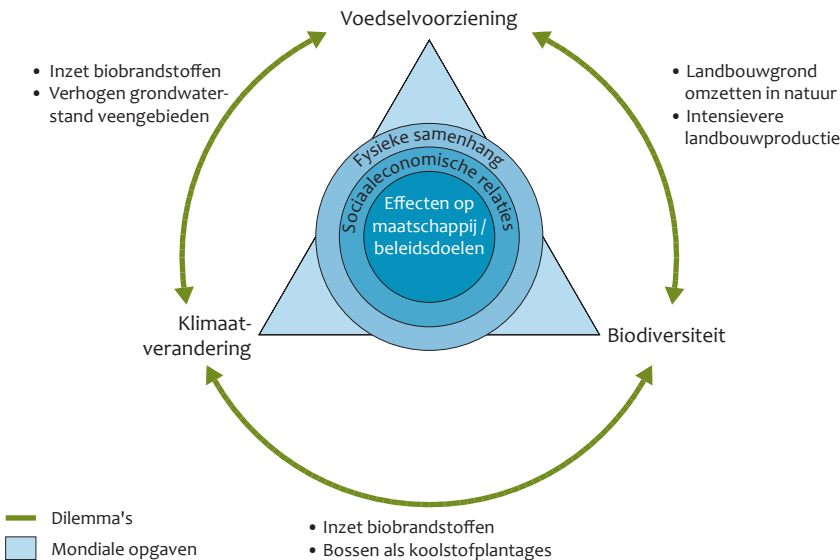 Voedselvoorziening
• Inzet biobrandstoffen
• Verhogen grondwater-
stand veengebieden
• Landbouwgrond
omzetten in natuur
• Intensievere
landbouwproductie
Fysieke samenhang
Sociaaleconomische relaties
Effecten op
maatschappij /
beleidsdoelen
Klimaat-
verandering
Biodiversiteit
Dilemma's
Mondiale opgaven
• Inzet biobrandstoffen
• Bossen als koolstofplantages